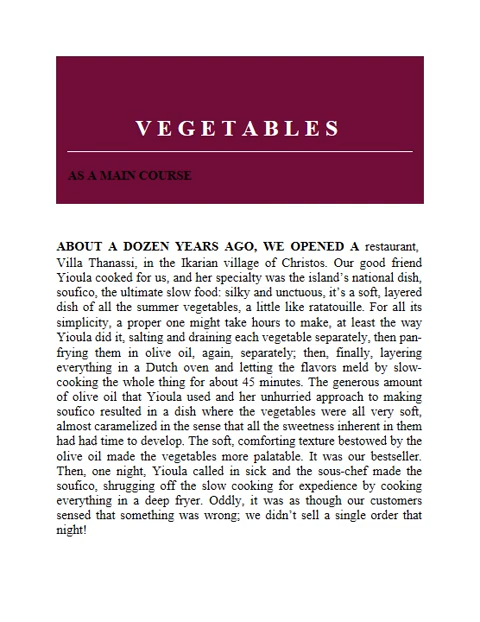 VEGETABLES
AS A MAIN COURSE
ABOUT A DOZEN YEARS AGO, WE OPENED A restaurant,
Villa Thanassi, in the Ikarian village of Christos. Our good friend
Yioula cooked for us, and her specialty was the island’s national dish,
soufico, the ultimate slow food: silky and unctuous, it’s a soft, layered
dish of all the summer vegetables, a little like ratatouille. For all its
simplicity, a proper one might take hours to make, at least the way
Yioula did it, salting and draining each vegetable separately, then pan-
frying them in olive oil, again, separately; then, finally, layering
everything in a Dutch oven and letting the flavors meld by slow-
cooking the whole thing for about 45 minutes. The generous amount
of olive oil that Yioula used and her unhurried approach to making
soufico resulted in a dish where the vegetables were all very soft,
almost caramelized in the sense that all the sweetness inherent in them
had had time to develop. The soft, comforting texture bestowed by the
olive oil made the vegetables more palatable. It was our bestseller.
Then, one night, Yioula called in sick and the sous-chef made the
soufico, shrugging off the slow cooking for expedience by cooking
everything in a deep fryer. Oddly, it was as though our customers
sensed that something was wrong; we didn’t sell a single order that
night!